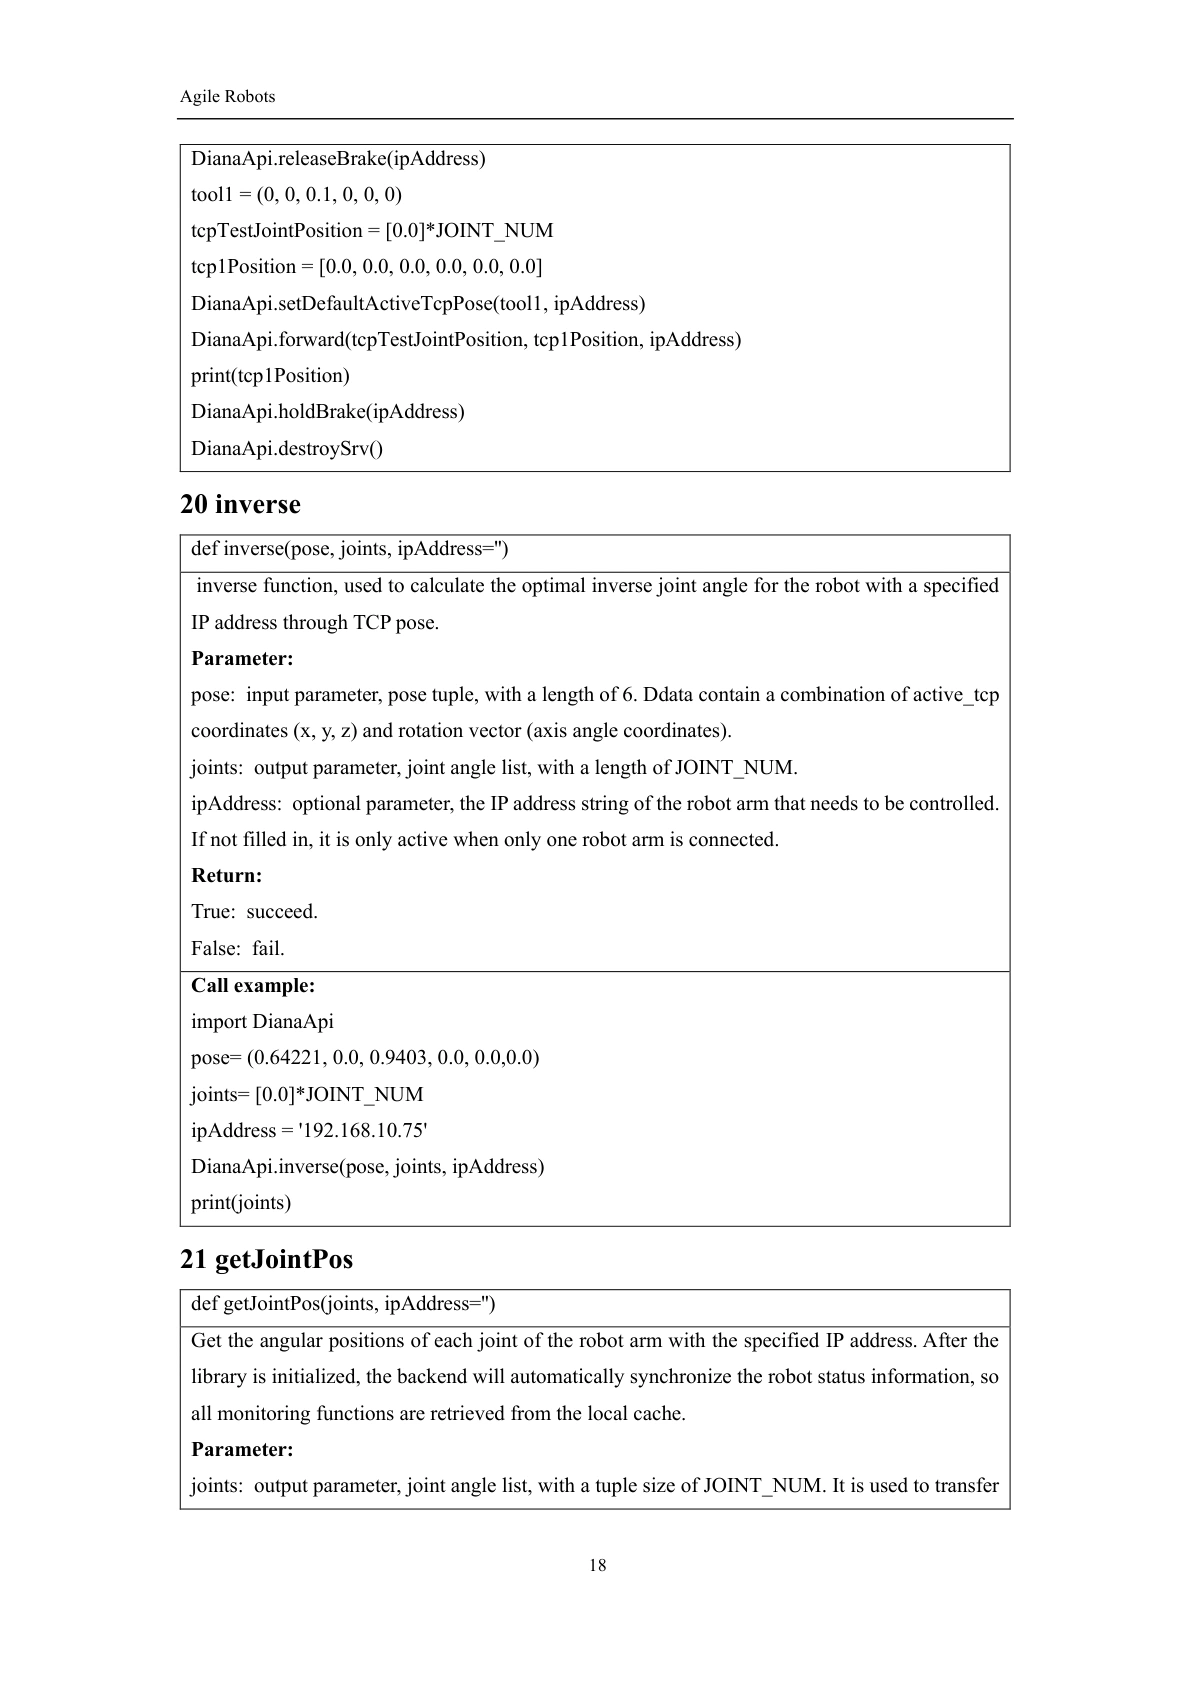 Agile Robots
DianaApi.releaseBrake(ipAddress)
tool1 = (0, 0, 0.1, 0, 0, 0)
tcpTestJointPosition = [0.0]*JOINT_NUM
tcp1Position = [0.0, 0.0, 0.0, 0.0, 0.0, 0.0]
DianaApi.setDefaultActiveTcpPose(tool1, ipAddress)
DianaApi.forward(tcpTestJointPosition, tcp1Position, ipAddress)
print(tcp1Position)
DianaApi.holdBrake(ipAddress)
DianaApi.destroySrv()
20 inverse
def inverse(pose, joints, ipAddress='')
inverse function, used to calculate the optimal inverse joint angle for the robot with a specified
IP address through TCP pose.
Parameter:
pose: input parameter, pose tuple, with a length of 6. Ddata contain a combination of active_tcp
coordinates (x, y, z) and rotation vector (axis angle coordinates).
joints: output parameter, joint angle list, with a length of JOINT_NUM.
ipAddress: optional parameter, the IP address string of the robot arm that needs to be controlled.
If not filled in, it is only active when only one robot arm is connected.
Return:
True: succeed.
False: fail.
Call example:
import DianaApi
pose= (0.64221, 0.0, 0.9403, 0.0, 0.0,0.0)
joints= [0.0]*JOINT_NUM
ipAddress = '192.168.10.75'
DianaApi.inverse(pose, joints, ipAddress)
print(joints)
21 getJointPos
def getJointPos(joints, ipAddress='')
Get the angular positions of each joint of the robot arm with the specified IP address. After the
library is initialized, the backend will automatically synchronize the robot status information, so
all monitoring functions are retrieved from the local cache.
Parameter:
joints: output parameter, joint angle list, with a tuple size of JOINT_NUM. It is used to transfer
18